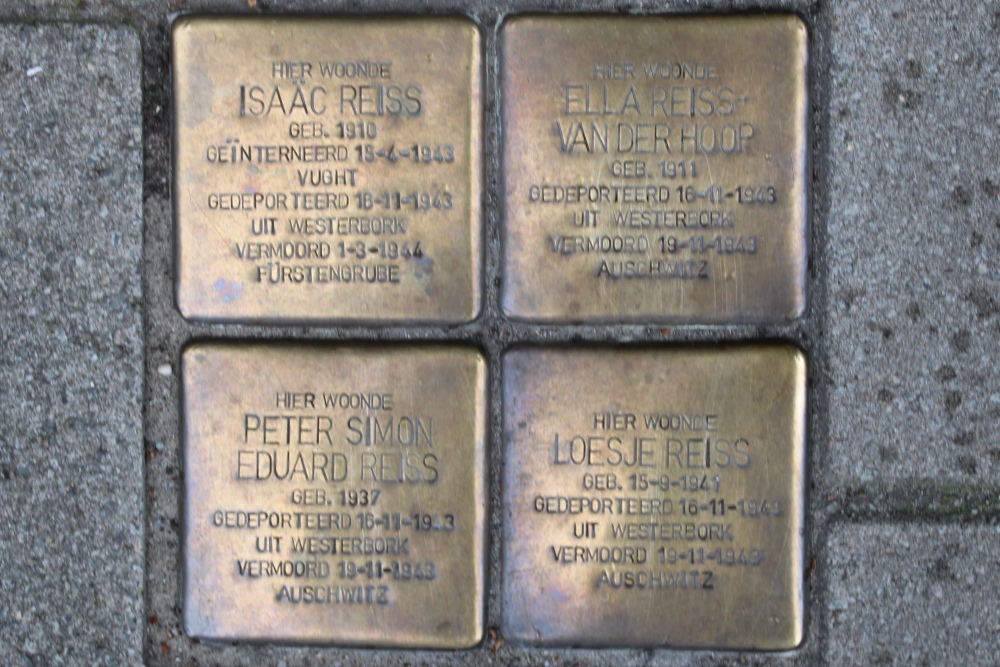 HIER WOONDE
ISAÄC REISS
GEB. 1910
GEÏNTERNEERD 15-4-1943
VUGHT
GEDEPORTEERD 16-11-1943
UIT WESTERBORK
VERMOORD 1-3-1944
FÜRSTENGRUBE
HIER WOONDE
ELLA REISS-
VAN DER HOOP
GEB. 1911
GEDEPORTEERD 16-11-1943
UIT WESTERBORK
VERMOORD 19-11-1943
AUSCHWITZ
HIER WOONDE
PETER SIMON
EDUARD REISS
GEB. 1937
GEDEPORTEERD 16-11-1943
UIT WESTERBORK
VERMOORD 19-11-1943
AUSCHWITZ
HIER WOONDE
LOESJE REISS
GEB. 15-9-1941
GEDEPORTEERD 16-11-1943
UIT WESTERBORK
VERMOORD 19-11-1943
AUSCHWITZ